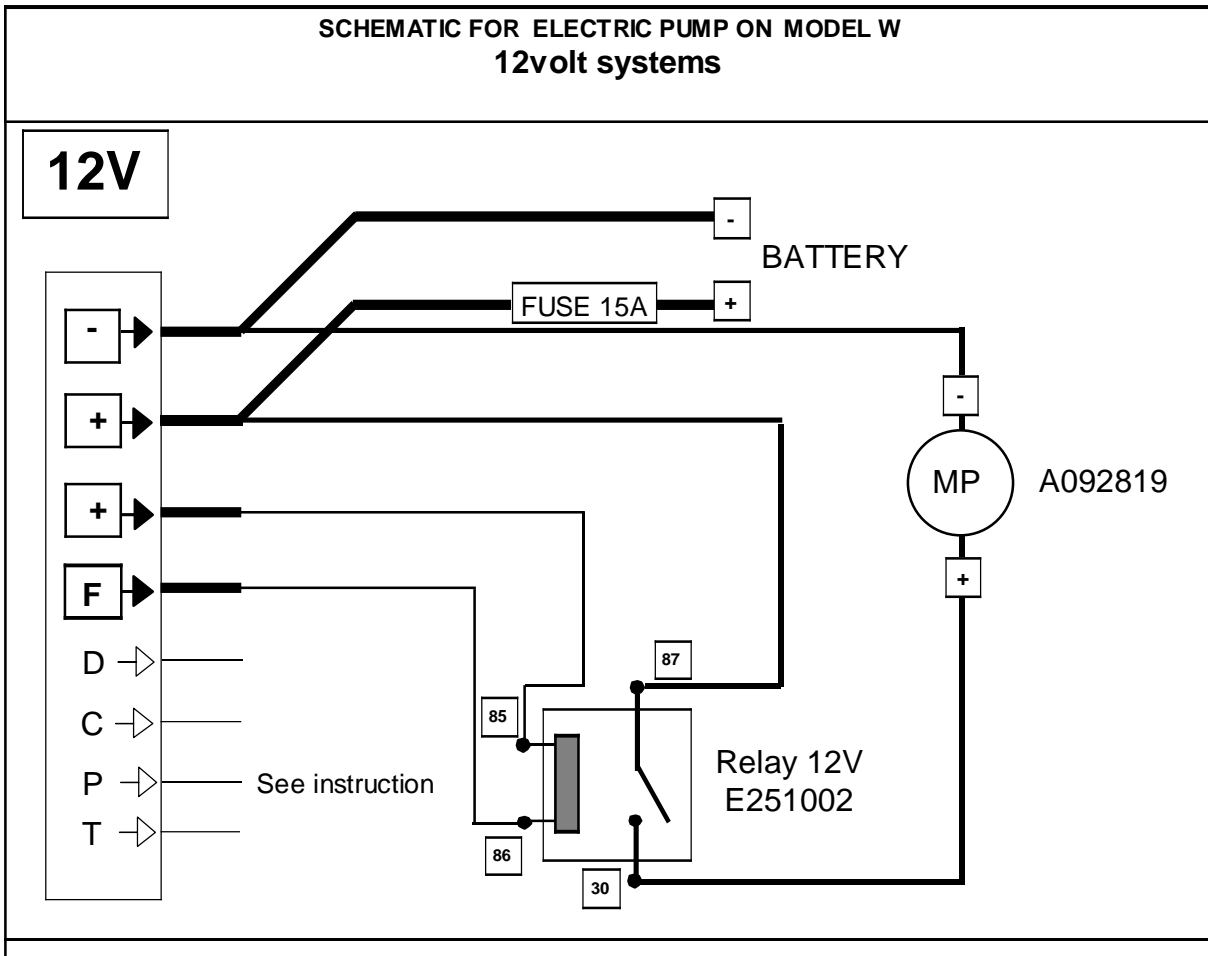 SCHEMATIC FOR ELECTRIC PUMP ON MODEL W
12volt systems
12V
-
BATTERY
FUSE 15A
+
-
+
+
F
D
C
P
T
See instruction
-
MP
A092819
+
87
85
86
30
Relay 12V
E251002